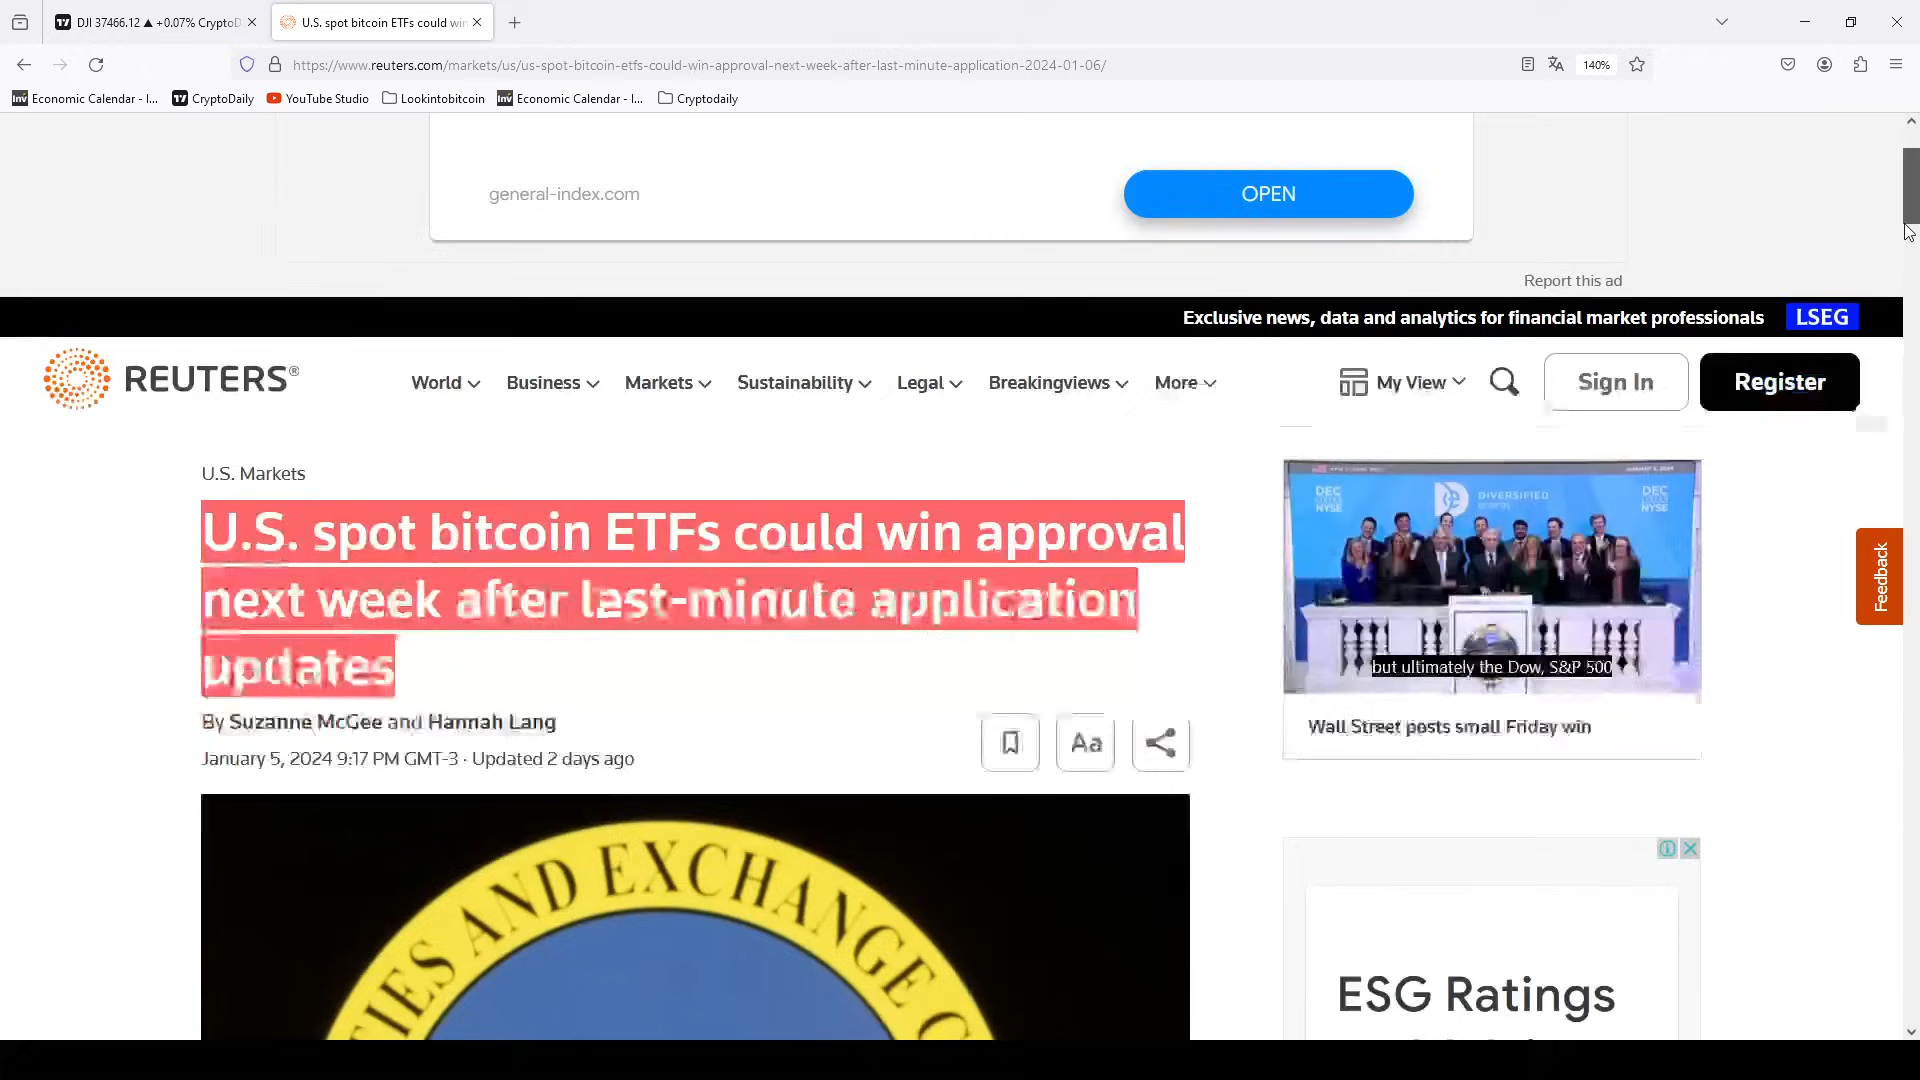 DJI 37466.12 ▲ +0.07% CryptoD
U.S. spot bitcoin ETFs could win
https://www.reuters.com/markets/us/us-spot-bitcoin-etfs-could-win-approval-next-week-after-last-minute-application-2024-01-06/
140%
Economic Calendar - I...
CryptoDaily
YouTube Studio
Lookintobitcoin
Economic Calendar - I...
Cryptodaily
general-index.com
OPEN
Report this ad
Exclusive news, data and analytics for financial market professionals
LSEG
REUTERS®
World
Business
Markets
Sustainability
Legal
Breakingviews
More
My View
Sign In
Register
U.S. Markets
U.S. spot bitcoin ETFs could win approval
next week after last-minute application
updates
By Suzanne McGee and Hannah Lang
January 5, 2024 9:17 PM GMT-3 · Updated 2 days ago
Aa
DEC
NYSE
DIVERSIFIED
energy
DEC
NYSE
but ultimately the Dow, S&P 500
Wall Street posts small Friday win
Feedback
TIES AND EXCHANGE C
ESG Ratings